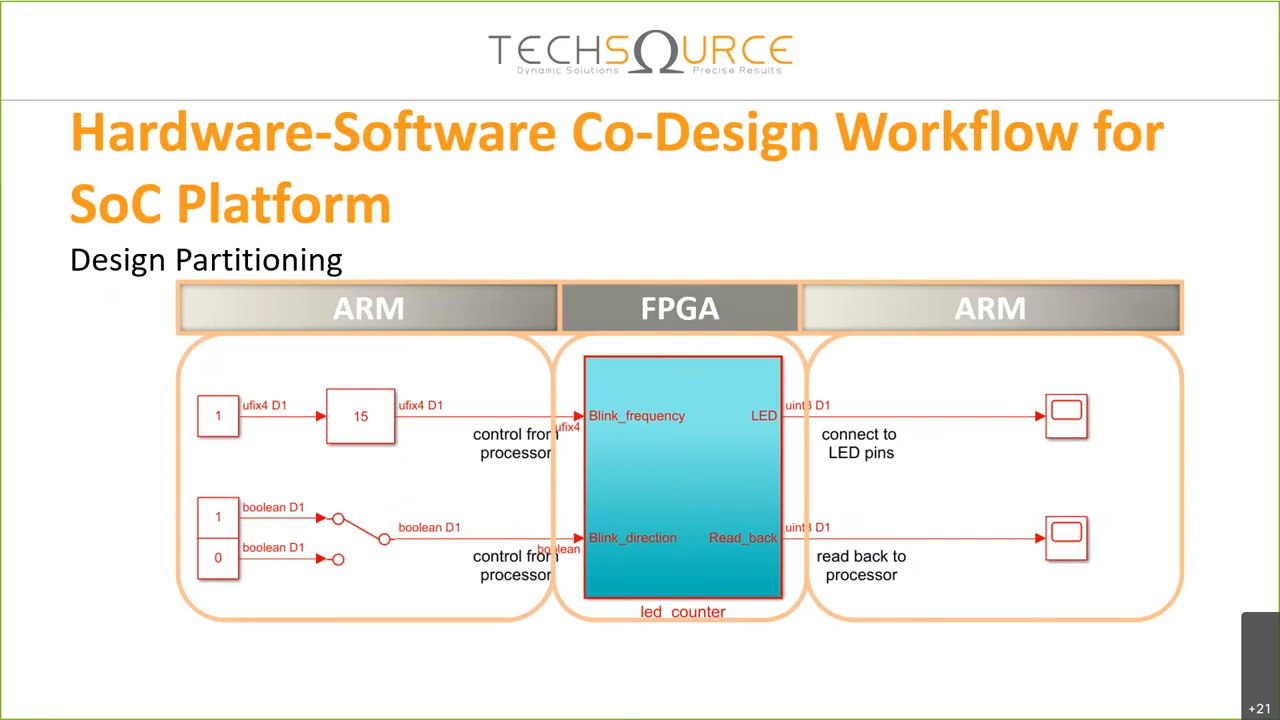 TECHSOURCE
Dynamic Solutions Precise Results
Hardware-Software Co-Design Workflow for
SoC Platform
Design Partitioning
ARM FPGA ARM
1 ufix4 D1 15 ufix4 D1
control from
processor
ufix4
Blink_frequency LED
uint8 D1
connect to
LED pins
1 boolean D1
0 boolean D1
boolean D1
control from
processor
boolean
Blink_direction Read_back
uint8 D1
read back to
processor
led_counter
+21